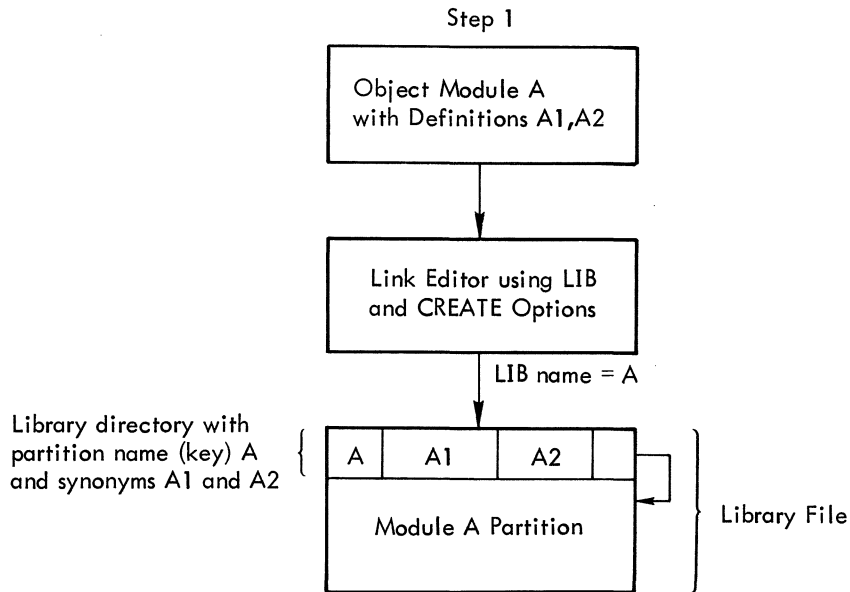 Step 1
Object Module A
with Definitions A1,A2
Link Editor using LIB
and CREATE Options
LIB name = A
Library directory with
partition name (key) A
and synonyms A1 and A2
A
A1
A2
Module A Partition
Library File